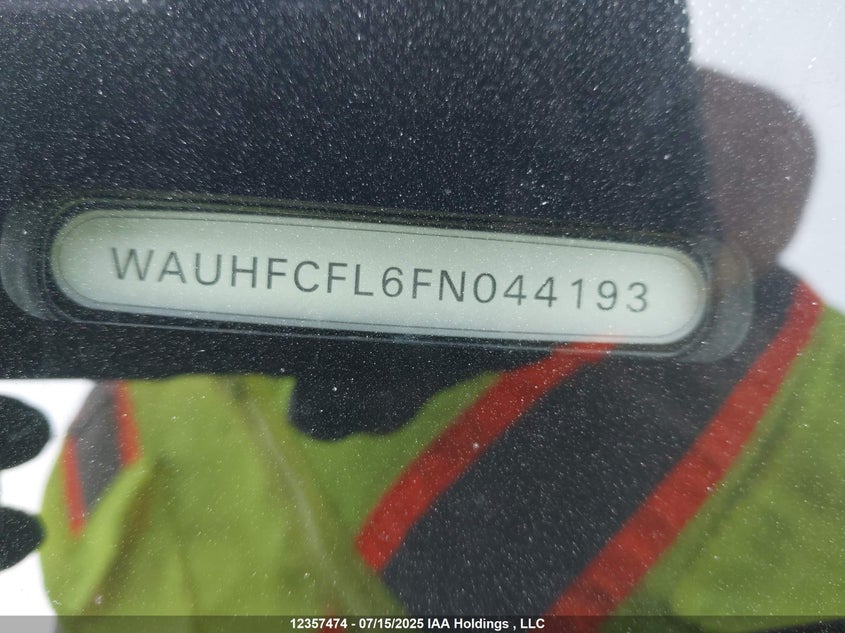 WAUHFCFL6FN044193
12357474 - 07/15/2025 IAA Holdings , LLC